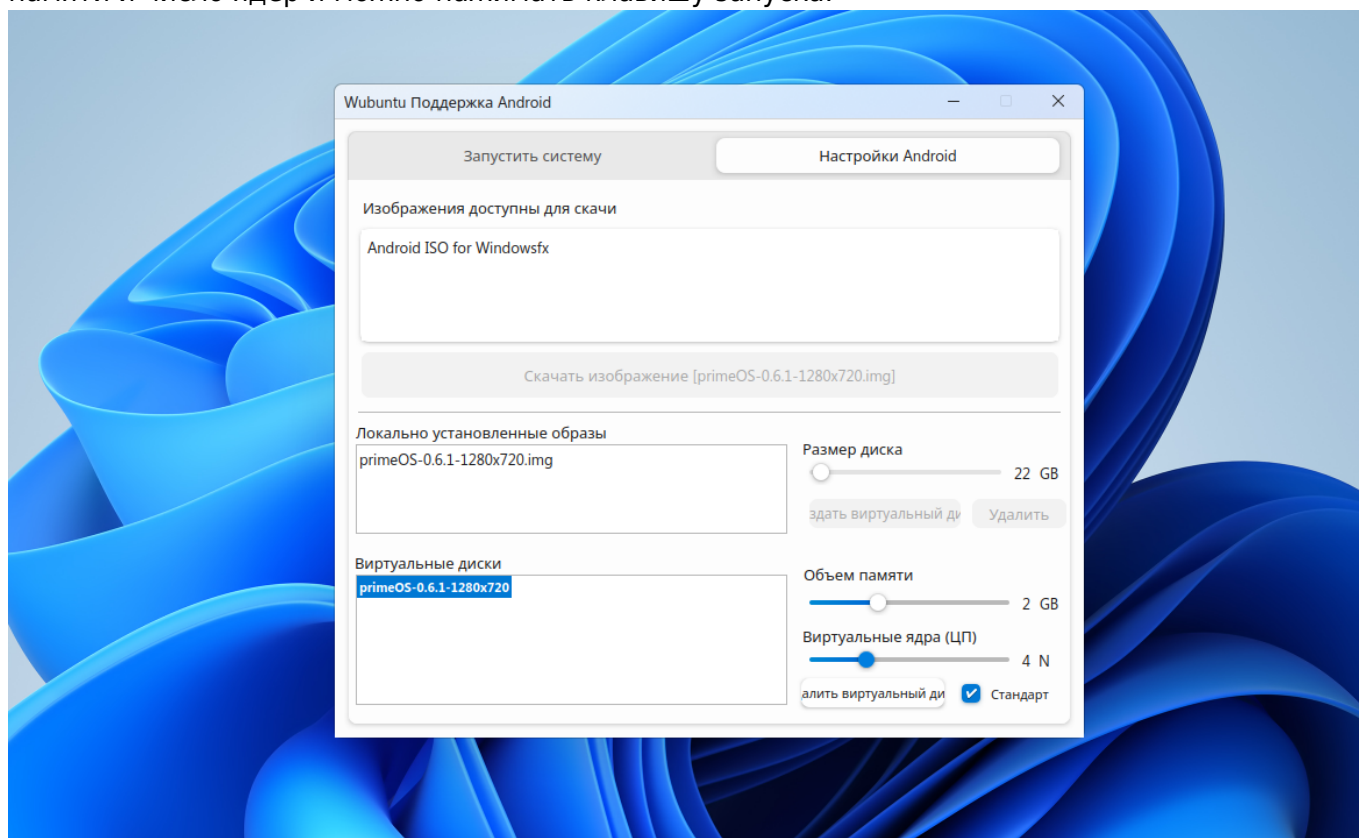 Wubuntu Поддержка Android
Запустить систему
Настройки Android
Изображения доступны для скачи
Android ISO for Windowsfx
Скачать изображение [primeOS-0.6.1-1280x720.img]
Локально установленные образы
primeOS-0.6.1-1280x720.img
Размер диска
22 GB
здать виртуальный ди
Удалить
Виртуальные диски
primeOS-0.6.1-1280x720
Объем памяти
2 GB
Виртуальные ядра (ЦП)
4 N
алить виртуальный ди
Стандарт